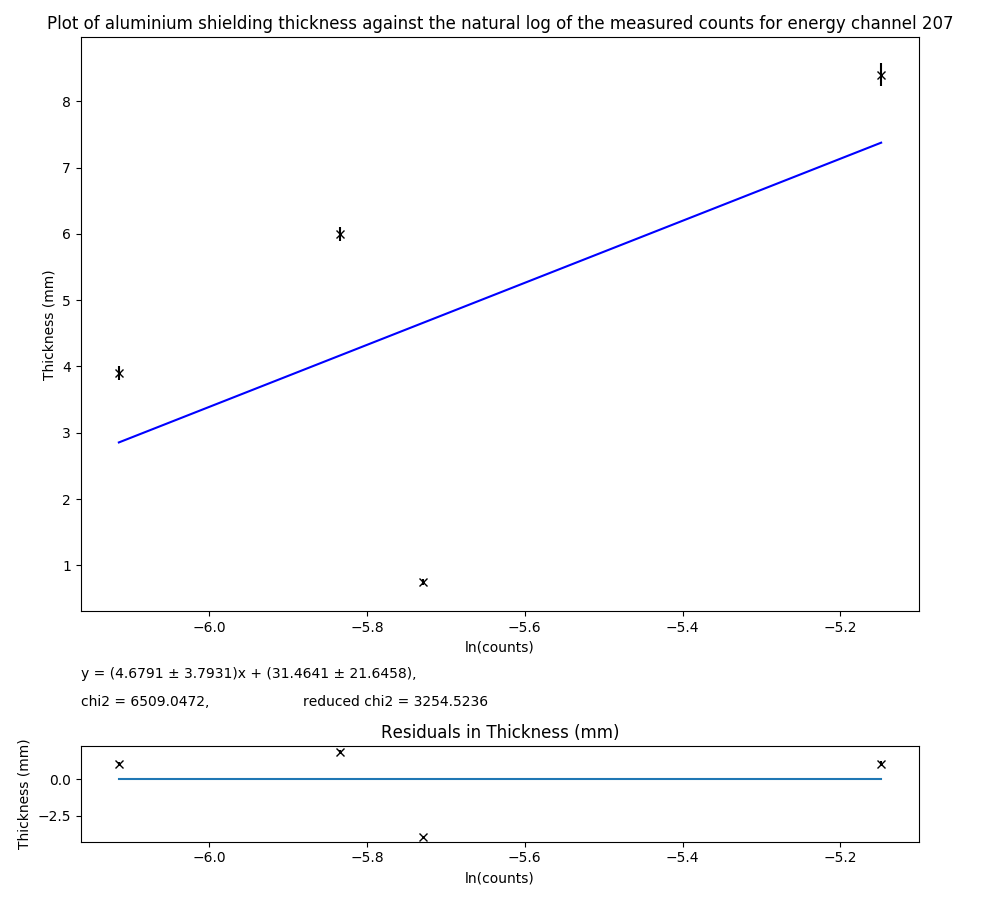 Plot of aluminium shielding thickness against the natural log of the measured counts for energy channel 207
8
7
6
5
4
3
2
1
Thickness (mm)
−6.0 −5.8 −5.6 −5.4 −5.2
ln(counts)
y = (4.6791 ± 3.7931)x + (31.4641 ± 21.6458),
chi2 = 6509.0472, reduced chi2 = 3254.5236
Residuals in Thickness (mm)
0.0
−2.5
Thickness (mm)
−6.0 −5.8 −5.6 −5.4 −5.2
ln(counts)